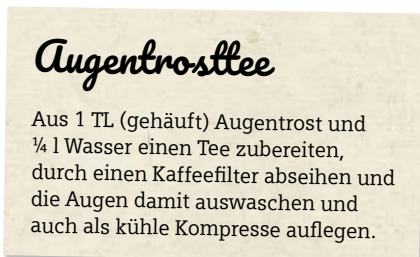 Augentrosttee
Aus 1 TL (gehäuft) Augentrost und
¼ l Wasser einen Tee zubereiten,
durch einen Kaffeefilter abseihen und
die Augen damit auswaschen und
auch als kühle Kompresse auflegen.